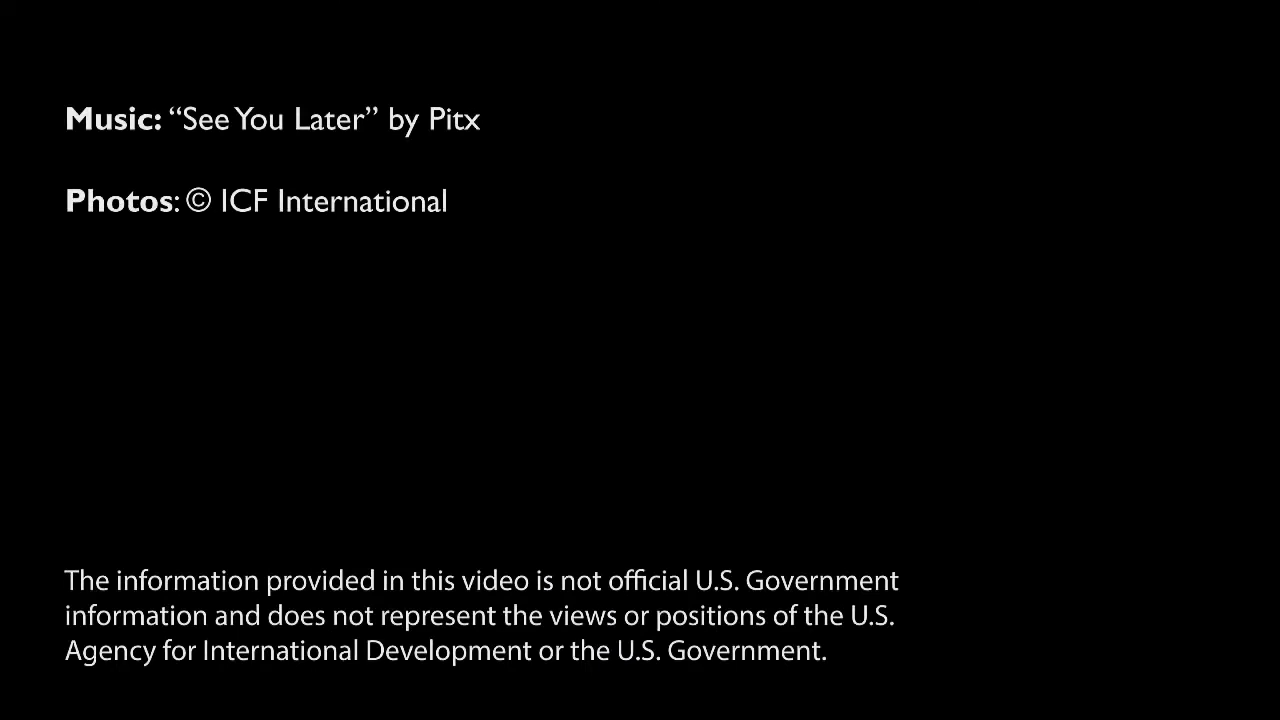 Music: “See You Later” by Pitx
Photos: © ICF International
The information provided in this video is not official U.S. Government
information and does not represent the views or positions of the U.S.
Agency for International Development or the U.S. Government.